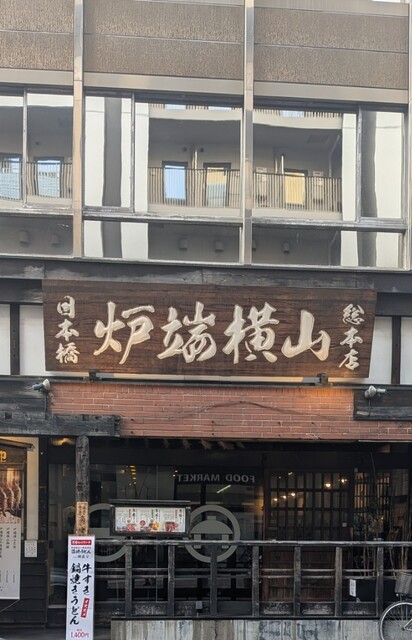 日本橋
炉端横山
総本店
FOOD MARKET
牛すき
鍋焼きうどん
1,400円